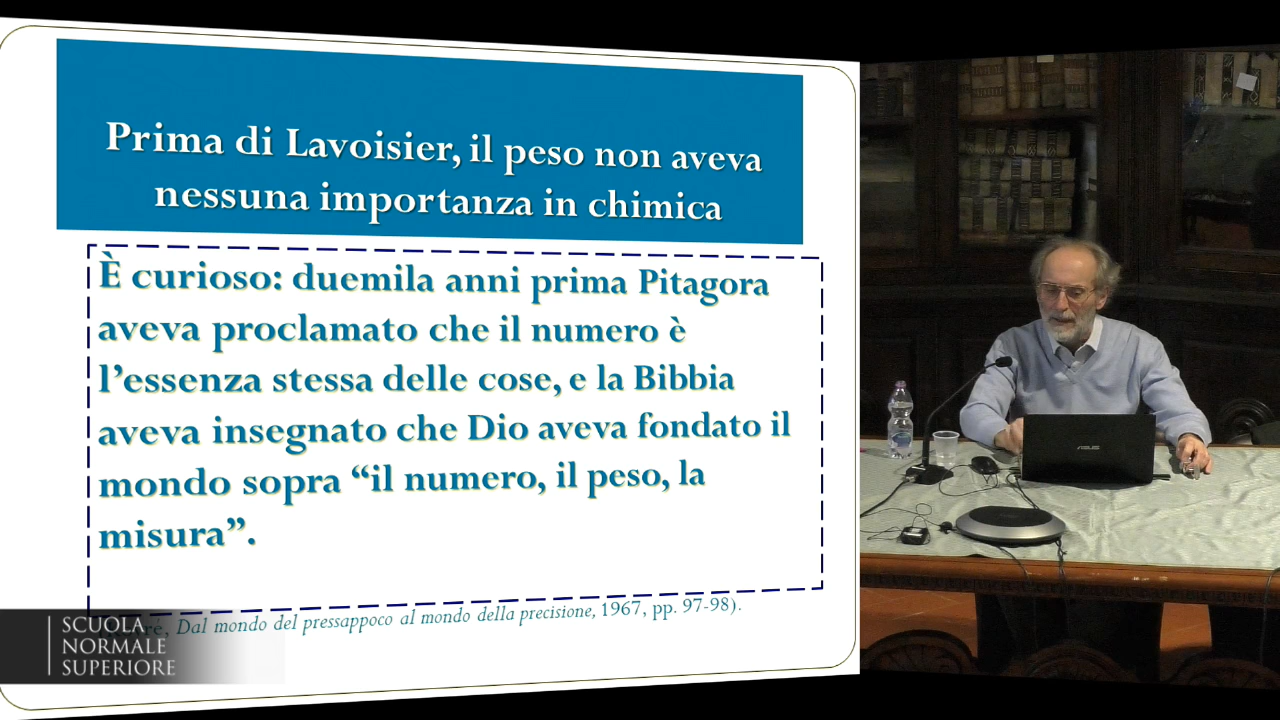 Prima di Lavoisier, il peso non aveva
nessuna importanza in chimica
È curioso: duemila anni prima Pitagora
aveva proclamato che il numero è
l’essenza stessa delle cose, e la Bibbia
aveva insegnato che Dio aveva fondato il
mondo sopra “il numero, il peso, la
misura”.
Dal mondo del pressappoco al mondo della precisione, 1967, pp. 97-98).
SCUOLA
NORMALE
SUPERIORE
ASUS